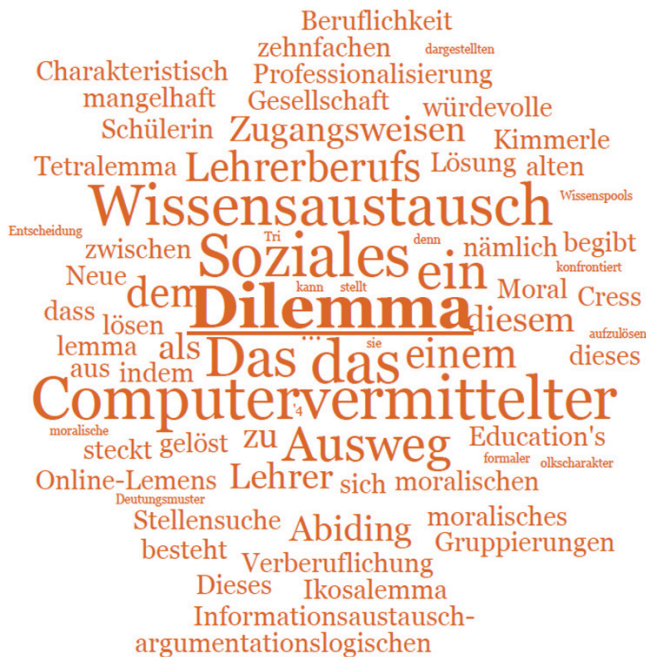 Beruflichkeit
zehnfachen dargestellten
Charakteristisch Professionalisierung
mangelhaft Gesellschaft würdevolle
Schülerin Zugangsweisen Kimmerle
Tetralemma Lehrerberufs Lösung alten
Wissensaustausch Wissenspools
Entscheidung zwischen Soziales Tri denn nämlich begibt
Neue dem kann stellt ein Moral konfrontiert Cress
dass lösen Dilemma diesem aufzulösen
lemma als Das ... das sie einem dieses
aus indem
Computervermittelter
'4
moralische steckt gelöst zu Ausweg Education's
formaler olkscharakter
Online-Lemens Lehrer sich moralischen
Deutungsmuster
Stellensuche Abiding moralisches
besteht Gruppierungen
Verberuflichung
Dieses Ikosalemma
Informationsaustausch-
argumentationslogischen